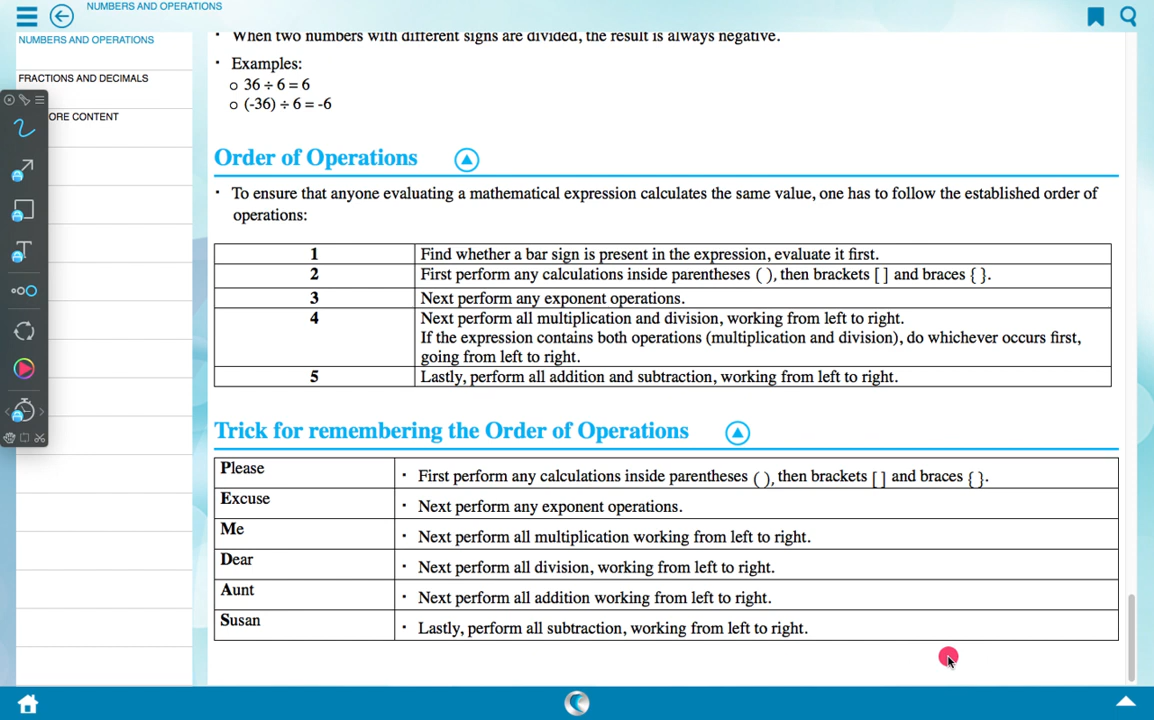 NUMBERS AND OPERATIONS
NUMBERS AND OPERATIONS
FRACTIONS AND DECIMALS
ORE CONTENT
• When two numbers with different signs are divided, the result is always negative.
• Examples:
o 36 ÷ 6 = 6
o (-36) ÷ 6 = -6
Order of Operations
• To ensure that anyone evaluating a mathematical expression calculates the same value, one has to follow the established order of
operations:
1 Find whether a bar sign is present in the expression, evaluate it first.
2 First perform any calculations inside parentheses ( ), then brackets [ ] and braces { }.
3 Next perform any exponent operations.
4 Next perform all multiplication and division, working from left to right.
If the expression contains both operations (multiplication and division), do whichever occurs first,
going from left to right.
5 Lastly, perform all addition and subtraction, working from left to right.
Trick for remembering the Order of Operations
Please • First perform any calculations inside parentheses ( ), then brackets [ ] and braces { }.
Excuse • Next perform any exponent operations.
Me • Next perform all multiplication working from left to right.
Dear • Next perform all division, working from left to right.
Aunt • Next perform all addition working from left to right.
Susan • Lastly, perform all subtraction, working from left to right.